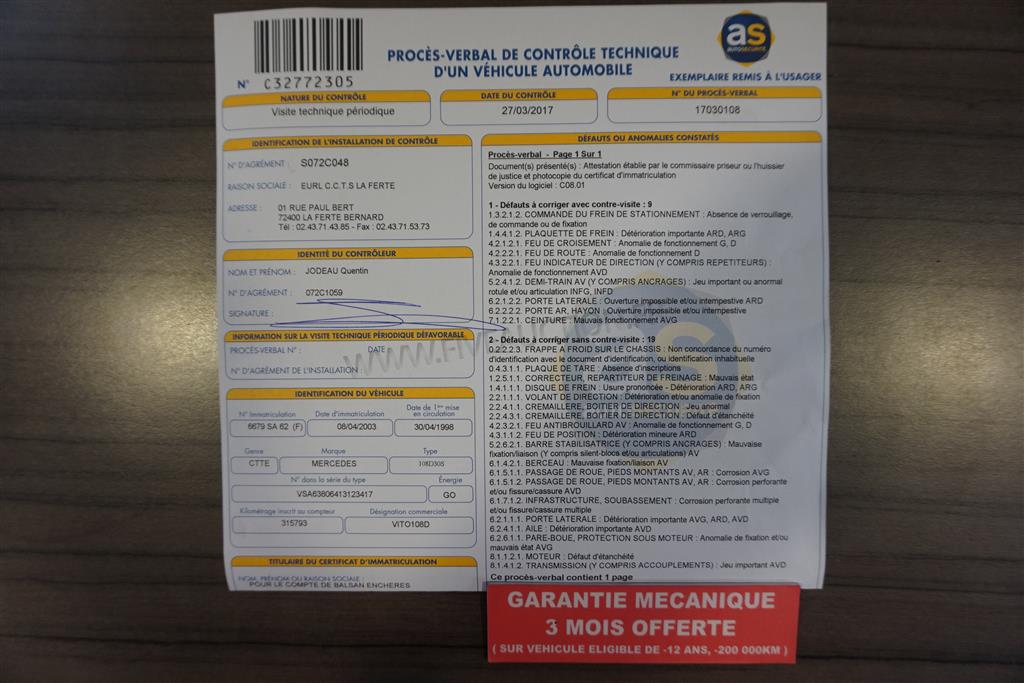 as
AUTOSECURITE
PROCÈS-VERBAL DE CONTRÔLE TECHNIQUE
D'UN VÉHICULE AUTOMOBILE
N° C32772305
EXEMPLAIRE REMIS À L'USAGER
NATURE DU CONTRÔLE
Visite technique périodique
DATE DU CONTRÔLE
27/03/2017
N° DU PROCÈS-VERBAL
17030108
IDENTIFICATION DE L'INSTALLATION DE CONTRÔLE
N° D'AGRÉMENT : S072C048
RAISON SOCIALE : EURL C.C.T.S LA FERTE
ADRESSE : 01 RUE PAUL BERT
72400 LA FERTE BERNARD
Tél : 02.43.71.43.85 - Fax : 02.43.71.53.73
IDENTITÉ DU CONTRÔLEUR
NOM ET PRÉNOM : JODEAU Quentin
N° D'AGRÉMENT : 072C1059
SIGNATURE :
INFORMATION SUR LA VISITE TECHNIQUE PÉRIODIQUE DÉFAVORABLE
PROCÈS-VERBAL N° : DATE :
N° D'AGRÉMENT DE L'INSTALLATION :
IDENTIFICATION DU VÉHICULE
N° Immatriculation Date d'immatriculation Date de 1ère mise
en circulation
6679 SA 62 (F) 08/04/2003 30/04/1998
Genre Marque Type
CTTE MERCEDES 108D30S
N° dans la série du type Énergie
VSA63806413123417 GO
Kilométrage inscrit au compteur Désignation commerciale
315793 VITO108D
TITULAIRE DU CERTIFICAT D'IMMATRICULATION
NOM, PRÉNOM OU RAISON SOCIALE :
POUR LE COMPTE DE BALSAN ENCHERES
DÉFAUTS OU ANOMALIES CONSTATÉS
Procès-verbal - Page 1 Sur 1
Document(s) présenté(s) : Attestation établie par le commissaire priseur ou l'huissier
de justice et photocopie du certificat d'immatriculation
Version du logiciel : C08.01
1 - Défauts à corriger avec contre-visite : 9
1.3.2.1.2. COMMANDE DU FREIN DE STATIONNEMENT : Absence de verrouillage,
de commande ou de fixation
1.4.4.1.2. PLAQUETTE DE FREIN : Détérioration importante ARD, ARG
4.2.1.2.1. FEU DE CROISEMENT : Anomalie de fonctionnement G, D
4.2.2.2.1. FEU DE ROUTE : Anomalie de fonctionnement D
4.3.2.2.1. FEU INDICATEUR DE DIRECTION (Y COMPRIS REPETITEURS) :
Anomalie de fonctionnement AVD
5.2.4.1.2. DEMI-TRAIN AV (Y COMPRIS ANCRAGES) : Jeu important ou anormal
rotule et/ou articulation INFG, INFD
6.2.1.2.2. PORTE LATERALE : Ouverture impossible et/ou intempestive ARD
6.2.2.2.2. PORTE AR, HAYON : Ouverture impossible et/ou intempestive
7.1.2.2.1. CEINTURE : Mauvais fonctionnement AVG
2 - Défauts à corriger sans contre-visite : 19
0.2.2.2.3. FRAPPE A FROID SUR LE CHASSIS : Non concordance du numéro
d'identification avec le document d'identification, ou identification inhabituelle
0.4.3.1.1. PLAQUE DE TARE : Absence d'inscriptions
1.2.5.1.1. CORRECTEUR, REPARTITEUR DE FREINAGE : Mauvais état
1.4.1.1.1. DISQUE DE FREIN : Usure prononcée - Détérioration ARD, ARG
2.2.1.1.1. VOLANT DE DIRECTION : Détérioration et/ou anomalie de fixation
2.2.4.1.1. CREMAILLERE, BOITIER DE DIRECTION : Jeu anormal
2.2.4.3.1. CREMAILLERE, BOITIER DE DIRECTION : Défaut d'étanchéité
4.2.3.2.1. FEU ANTIBROUILLARD AV : Anomalie de fonctionnement G, D
4.3.1.1.2. FEU DE POSITION : Détérioration mineure ARD
5.2.6.2.1. BARRE STABILISATRICE (Y COMPRIS ANCRAGES) : Mauvaise
fixation/liaison (Y compris silent-blocs et/ou articulations) AV
6.1.4.2.1. BERCEAU : Mauvaise fixation/liaison AV
6.1.5.1.1. PASSAGE DE ROUE, PIEDS MONTANTS AV, AR : Corrosion AVG
6.1.5.1.2. PASSAGE DE ROUE, PIEDS MONTANTS AV, AR : Corrosion perforante
et/ou fissure/cassure AVD
6.1.7.1.2. INFRASTRUCTURE, SOUBASSEMENT : Corrosion perforante multiple
et/ou fissure/cassure multiple
6.2.1.1.1. PORTE LATERALE : Détérioration importante AVG, ARD, AVD
6.2.4.1.1. AILE : Détérioration importante AVD
6.2.6.1.1. PARE-BOUE, PROTECTION SOUS MOTEUR : Anomalie de fixation et/ou
mauvais état AVG
8.1.1.2.1. MOTEUR : Défaut d'étanchéité
8.1.4.1.2. TRANSMISSION (Y COMPRIS ACCOUPLEMENTS) : Jeu important AVD
Ce procès-verbal contient 1 page
GARANTIE MECANIQUE
3 MOIS OFFERTE
( SUR VEHICULE ELIGIBLE DE -12 ANS, -200 000KM )